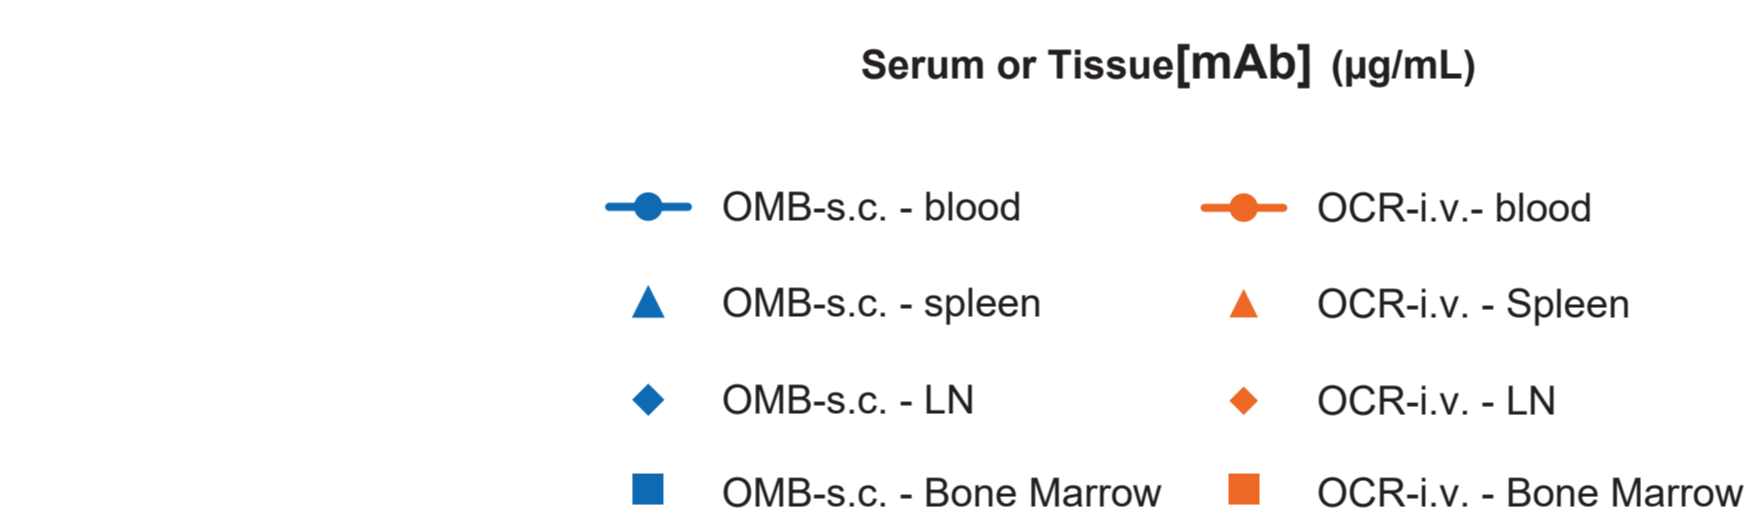 Serum or Tissue[mAb] (µg/mL)
OMB-s.c. - blood
OCR-i.v.- blood
OMB-s.c. - spleen
OCR-i.v. - Spleen
OMB-s.c. - LN
OCR-i.v. - LN
OMB-s.c. - Bone Marrow
OCR-i.v. - Bone Marrow